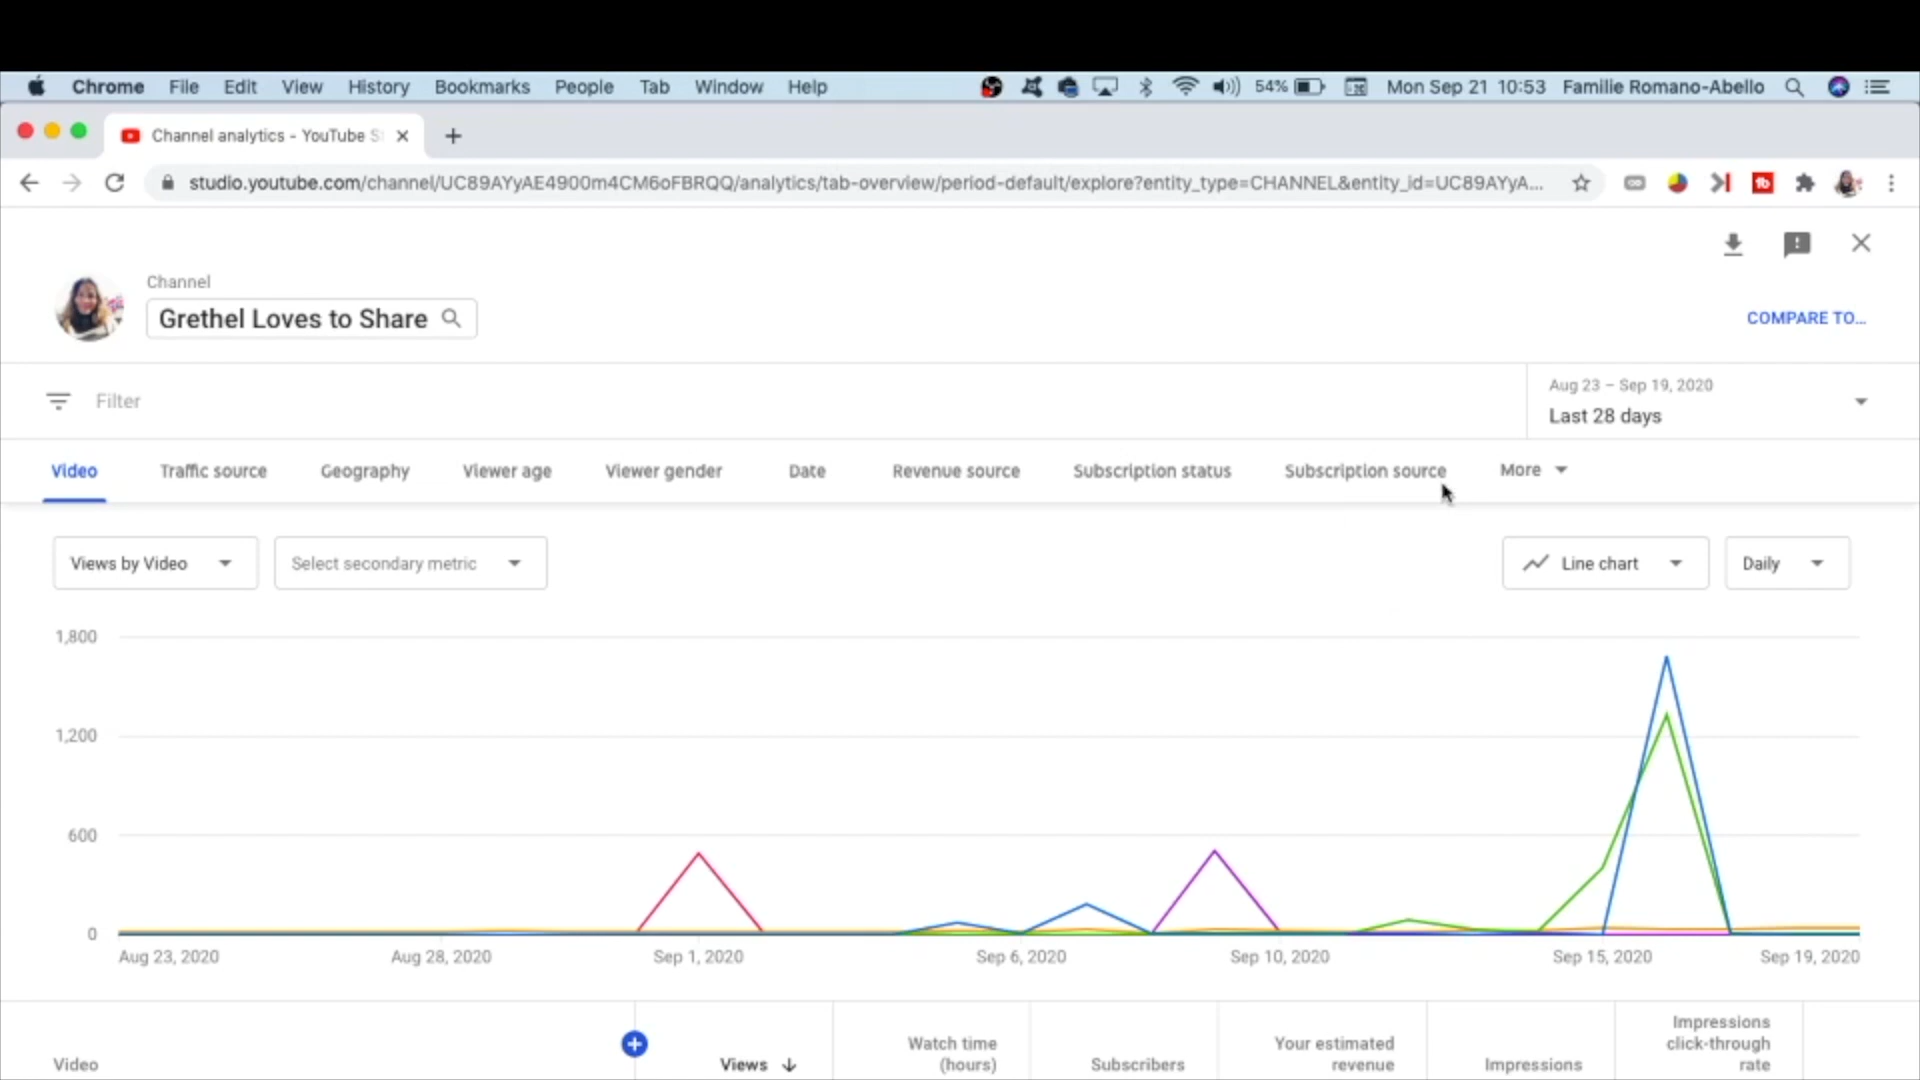 Chrome File Edit View History Bookmarks People Tab Window Help 54% Mon Sep 21 10:53 Familie Romano-Abello
Channel analytics - YouTube S
studio.youtube.com/channel/UC89AYyAE4900m4CM6oFBRQQ/analytics/tab-overview/period-default/explore?entity_type=CHANNEL&entity_id=UC89AYyA...
Channel
Grethel Loves to Share
COMPARE TO...
Filter
Aug 23 – Sep 19, 2020
Last 28 days
Video Traffic source Geography Viewer age Viewer gender Date Revenue source Subscription status Subscription source More
Views by Video Select secondary metric Line chart Daily
1,800
1,200
600
0
Aug 23, 2020 Aug 28, 2020 Sep 1, 2020 Sep 6, 2020 Sep 10, 2020 Sep 15, 2020 Sep 19, 2020
Video
Views
Watch time
(hours)
Subscribers
Your estimated
revenue
Impressions
Impressions
click-through
rate